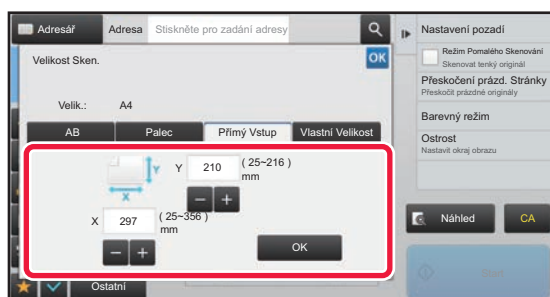 Adresář
Adresa
Stiskněte pro zadání adresy
Nastavení pozadí
Velikost Sken.
OK
Režim Pomalého Skenování
Skenovat tenký originál
Velik.: A4
Přeskočení prázd. Stránky
Přeskočit prázdné originály
AB
Palec
Přímý Vstup
Vlastní Velikost
Barevný režim
Ostrost
Nastavit okraj obrazu
Y
X
Y 210 ( 25~216 )
mm
X 297 ( 25~356 )
mm
OK
Náhled
CA
Ostatní
Start